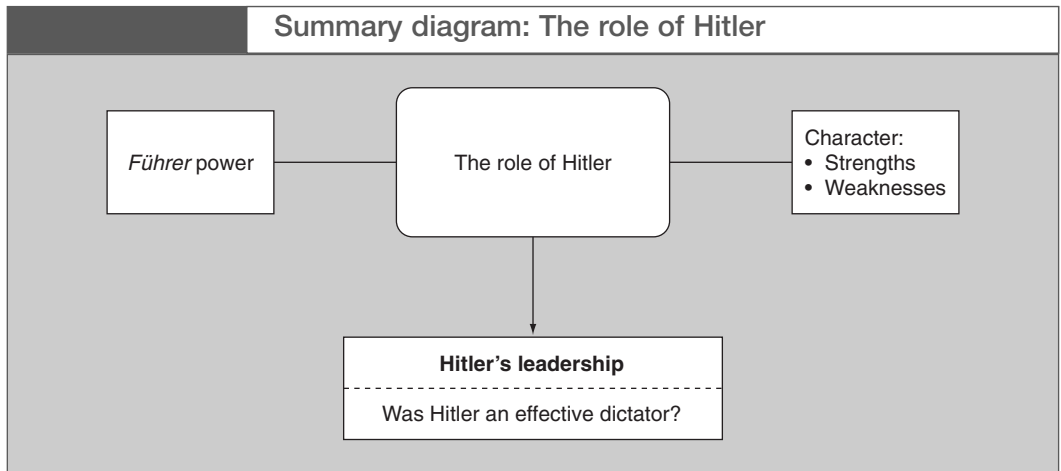 Summary diagram: The role of Hitler
Führer power
The role of Hitler
Character:
• Strengths
• Weaknesses
Hitler’s leadership
Was Hitler an effective dictator?